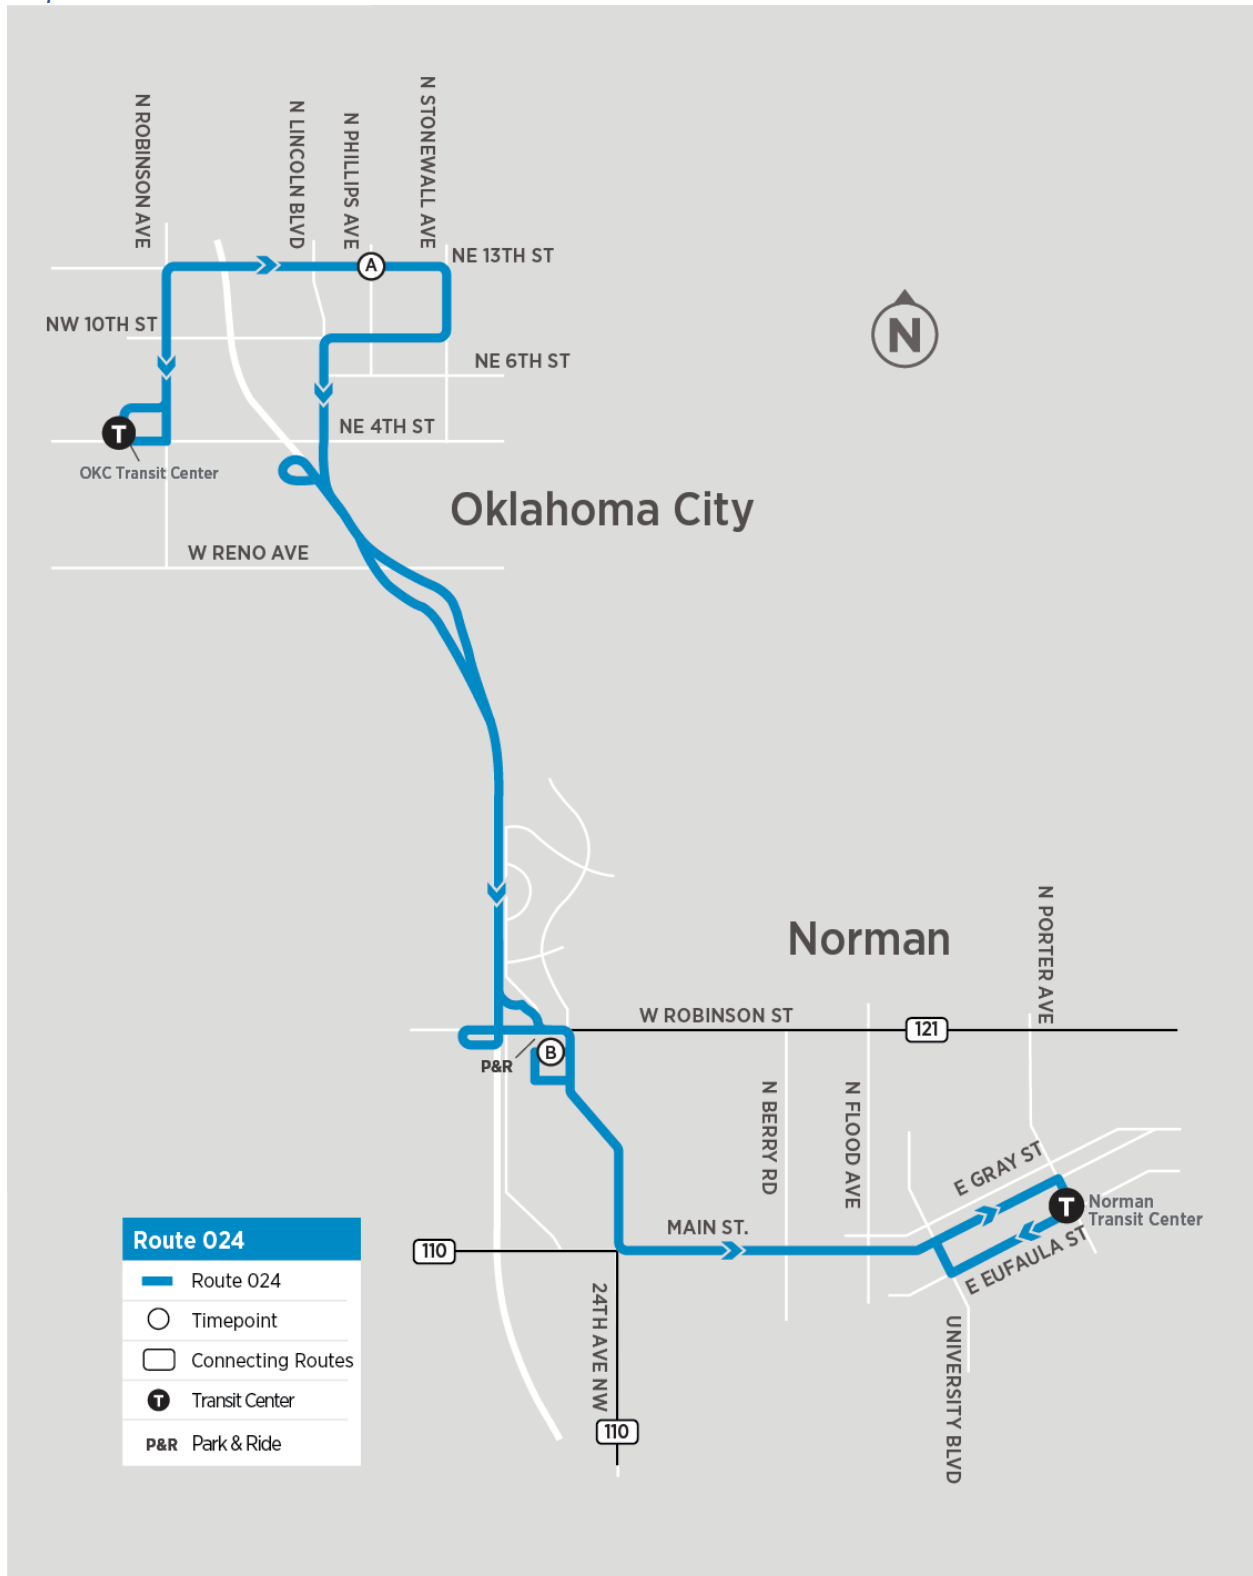 N ROBINSON AVE
N LINCOLN BLVD
N PHILLIPS AVE
N STONEWALL AVE
NE 13TH ST
A
NW 10TH ST
N
NE 6TH ST
T
NE 4TH ST
OKC Transit Center
Oklahoma City
W RENO AVE
Norman
N PORTER AVE
W ROBINSON ST
121
P&R
B
N BERRY RD
N FLOOD AVE
E GRAY ST
T
Norman
Transit Center
MAIN ST.
E EUFAULA ST
110
24TH AVE NW
UNIVERSITY BLVD
110
Route 024
Route 024
Timepoint
Connecting Routes
T
Transit Center
P&R
Park & Ride